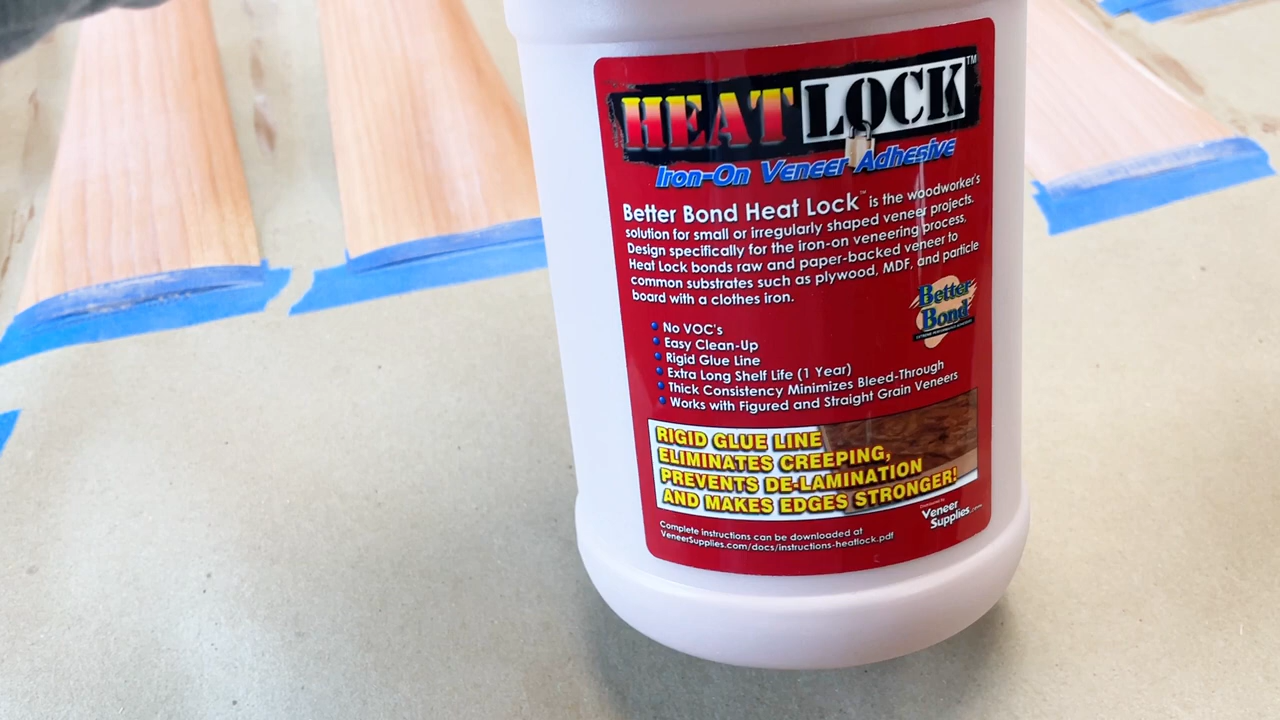 HEAT LOCK™
Iron-On Veneer Adhesive
Better Bond Heat Lock™ is the woodworker's
solution for small or irregularly shaped veneer projects.
Design specifically for the iron-on veneering process,
Heat Lock bonds raw and paper-backed veneer to
common substrates such as plywood, MDF, and particle
board with a clothes iron.
Better
Bond
No VOC's
Easy Clean-Up
Rigid Glue Line
Extra Long Shelf Life (1 Year)
Thick Consistency Minimizes Bleed-Through
Works with Figured and Straight Grain Veneers
RIGID GLUE LINE
ELIMINATES CREEPING,
PREVENTS DE-LAMINATION
AND MAKES EDGES STRONGER!
Distributed by
Veneer
Supplies.com
Complete instructions can be downloaded at
VeneerSupplies.com/docs/instructions-heatlock.pdf